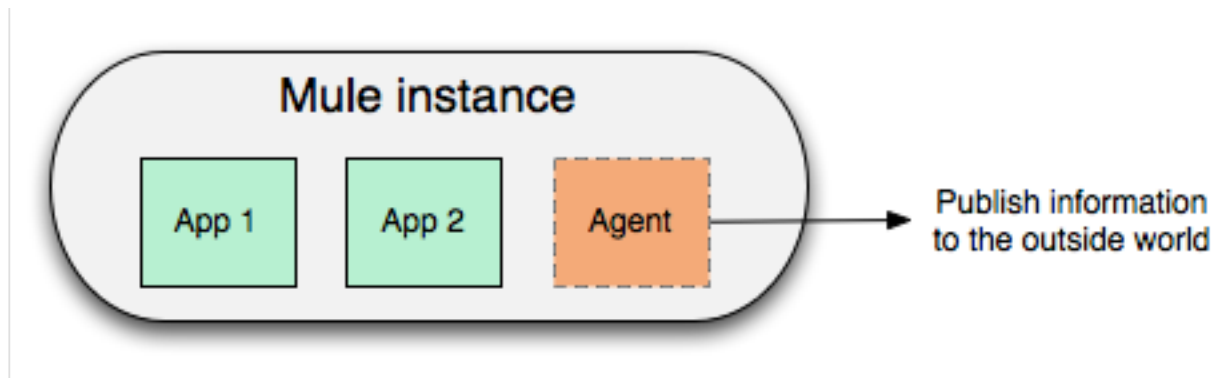 Mule instance
App 1
App 2
Agent
Publish information
to the outside world